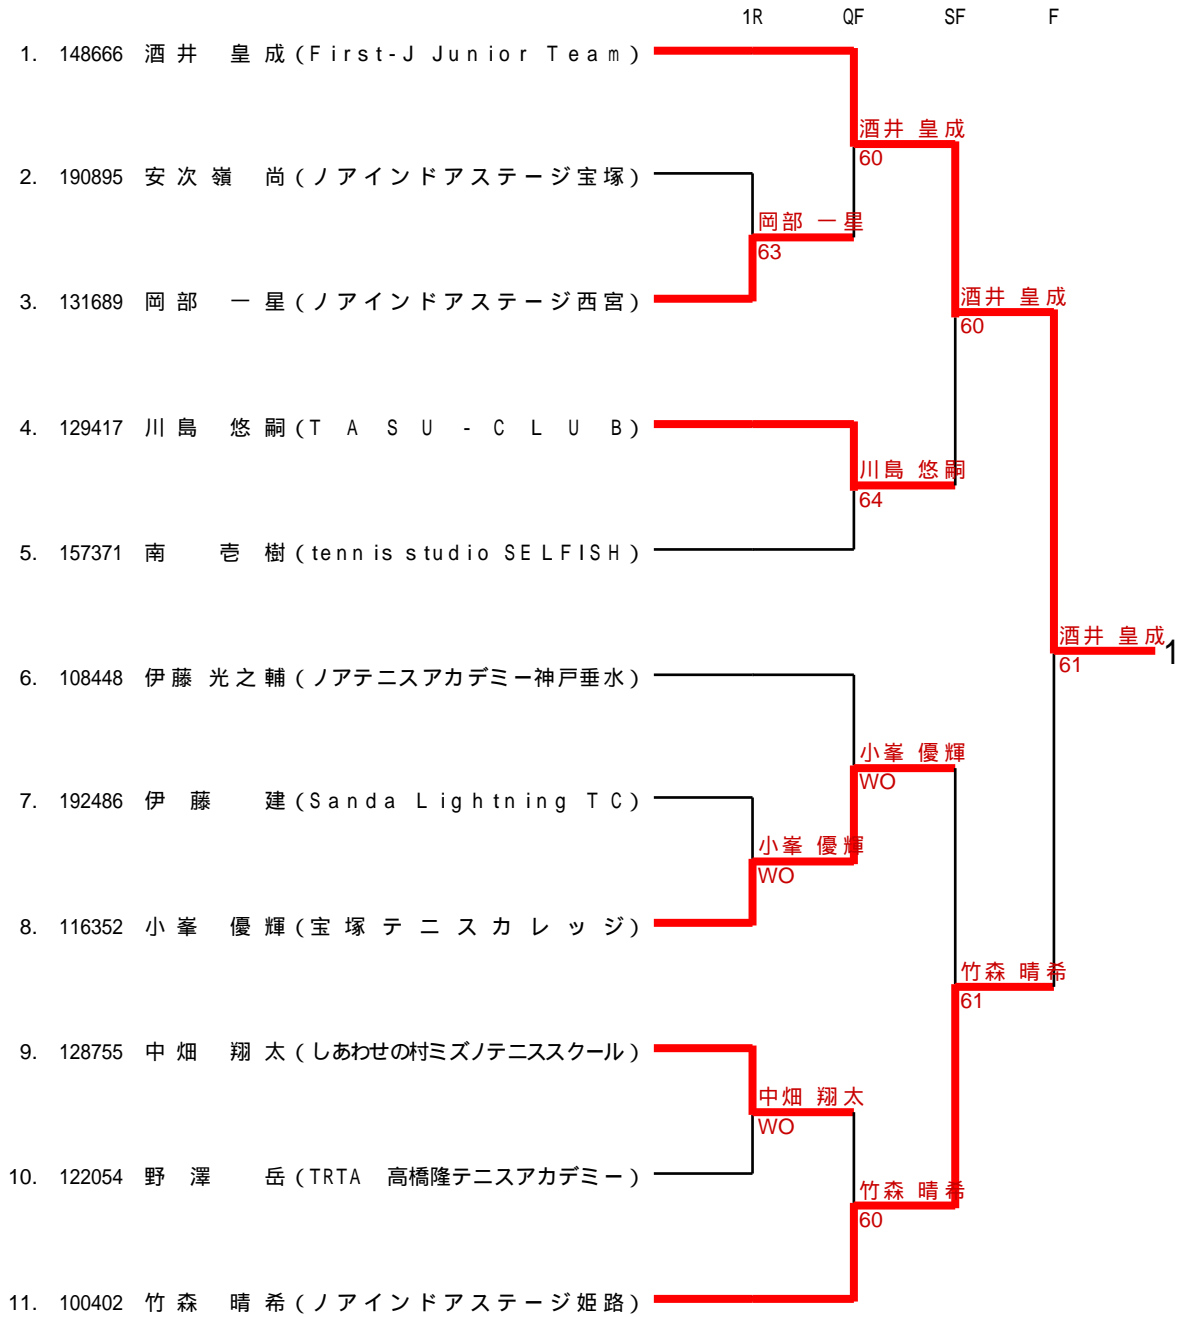 1R QF SF F
1. 148666 酒井 皇成 (First-J Junior Team)
酒井 皇成
60
2. 190895 安次嶺 尚 (ノアインドアステージ宝塚)
岡部 一星
63
3. 131689 岡部 一星 (ノアインドアステージ西宮)
酒井 皇成
60
4. 129417 川島 悠嗣 (TASU-CLUB)
川島 悠嗣
64
5. 157371 南 壱樹 (tennis studio SELFISH)
酒井 皇成 1
61
6. 108448 伊藤 光之輔 (ノアテニスアカデミー神戸垂水)
小峯 優輝
WO
7. 192486 伊藤 建 (Sanda Lightning TC)
小峯 優輝
WO
8. 116352 小峯 優輝 (宝塚テニスカレッジ)
竹森 晴希
61
9. 128755 中畑 翔太 (しあわせの村ミズノテニススクール)
中畑 翔太
WO
10. 122054 野澤 岳 (TRTA 高橋隆テニスアカデミー)
竹森 晴希
60
11. 100402 竹森 晴希 (ノアインドアステージ姫路)